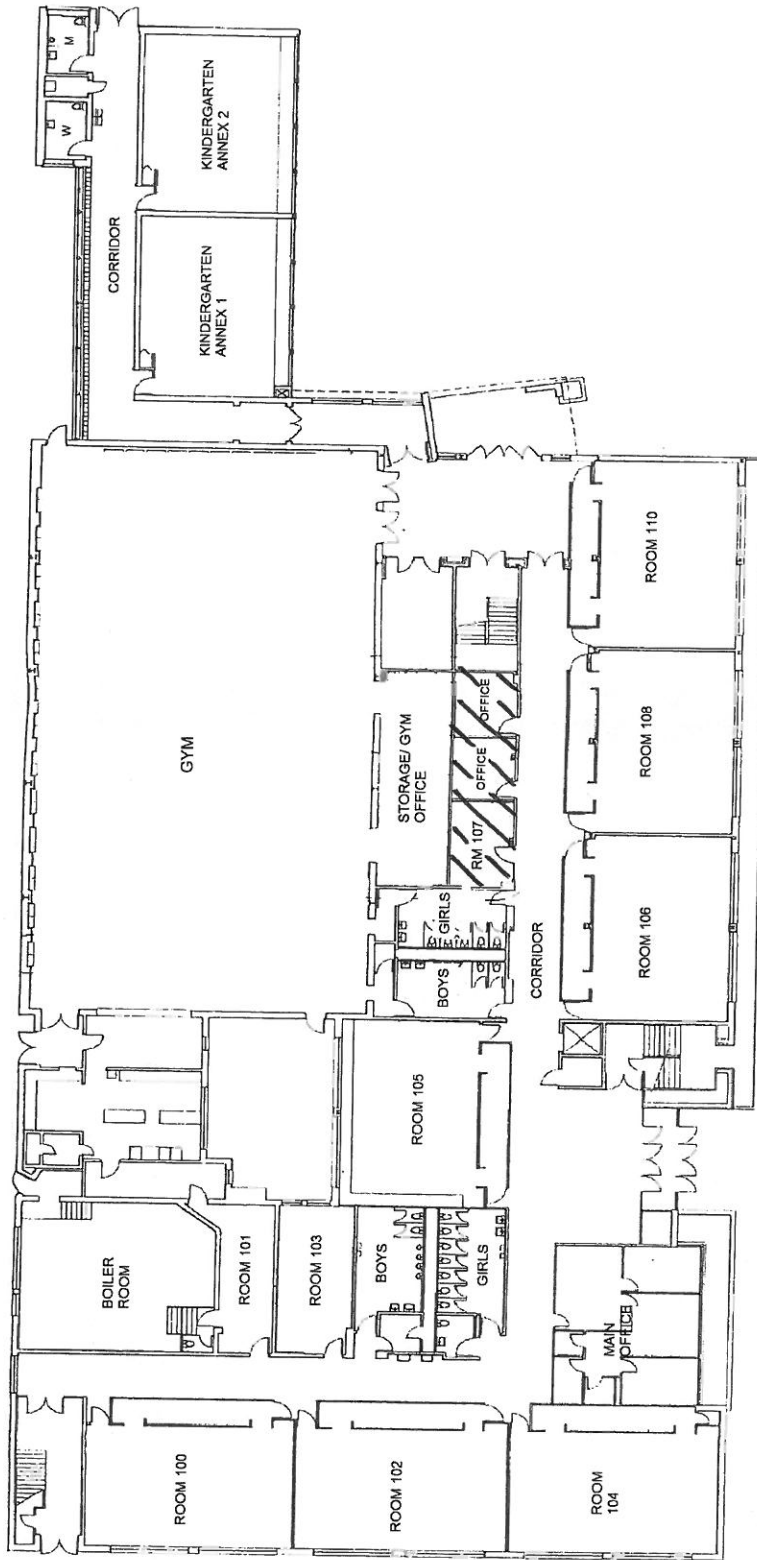 M
W
CORRIDOR
KINDERGARTEN
ANNEX 2
KINDERGARTEN
ANNEX 1
GYM
STORAGE/ GYM
OFFICE
OFFICE
OFFICE
RM 107
GIRLS
BOYS
CORRIDOR
ROOM 110
ROOM 108
ROOM 106
ROOM 105
BOILER
ROOM
ROOM 101
ROOM 103
BOYS
GIRLS
MAIN
OFFICE
ROOM 100
ROOM 102
ROOM
104